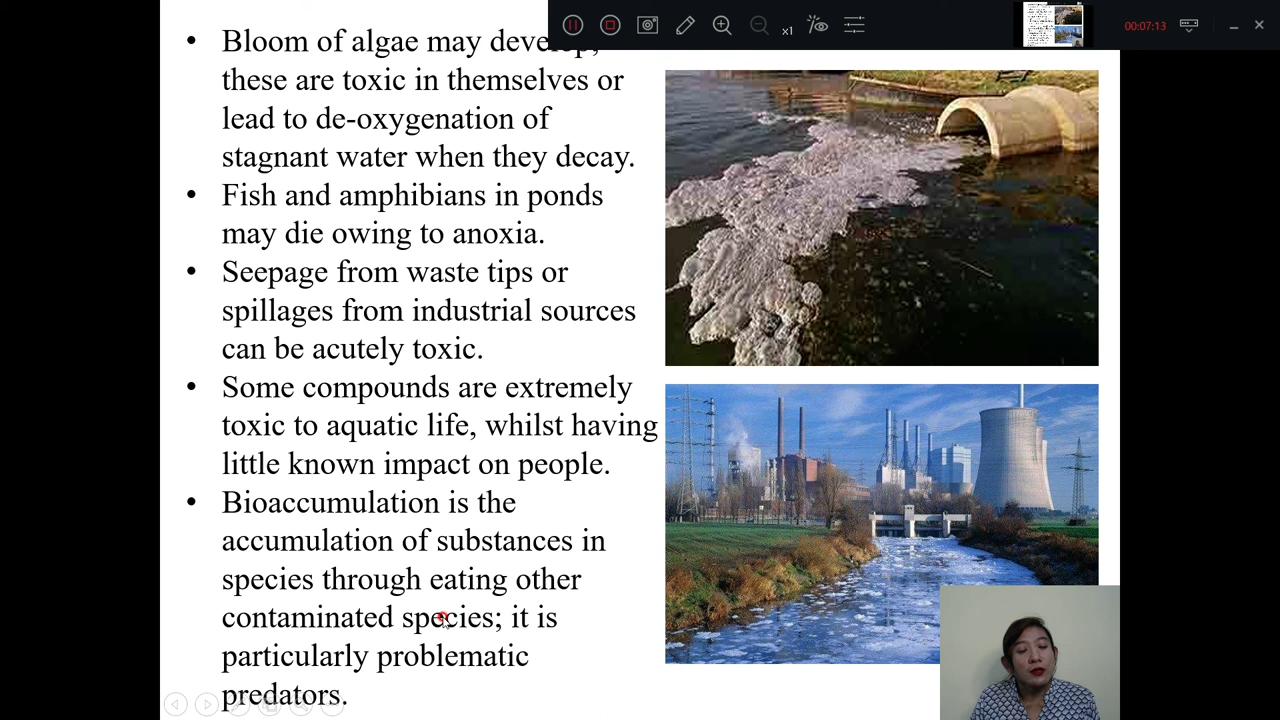 x1
00:07:13
• Bloom of algae may develop,
these are toxic in themselves or
lead to de-oxygenation of
stagnant water when they decay.
• Fish and amphibians in ponds
may die owing to anoxia.
• Seepage from waste tips or
spillages from industrial sources
can be acutely toxic.
• Some compounds are extremely
toxic to aquatic life, whilst having
little known impact on people.
• Bioaccumulation is the
accumulation of substances in
species through eating other
contaminated species; it is
particularly problematic
predators.